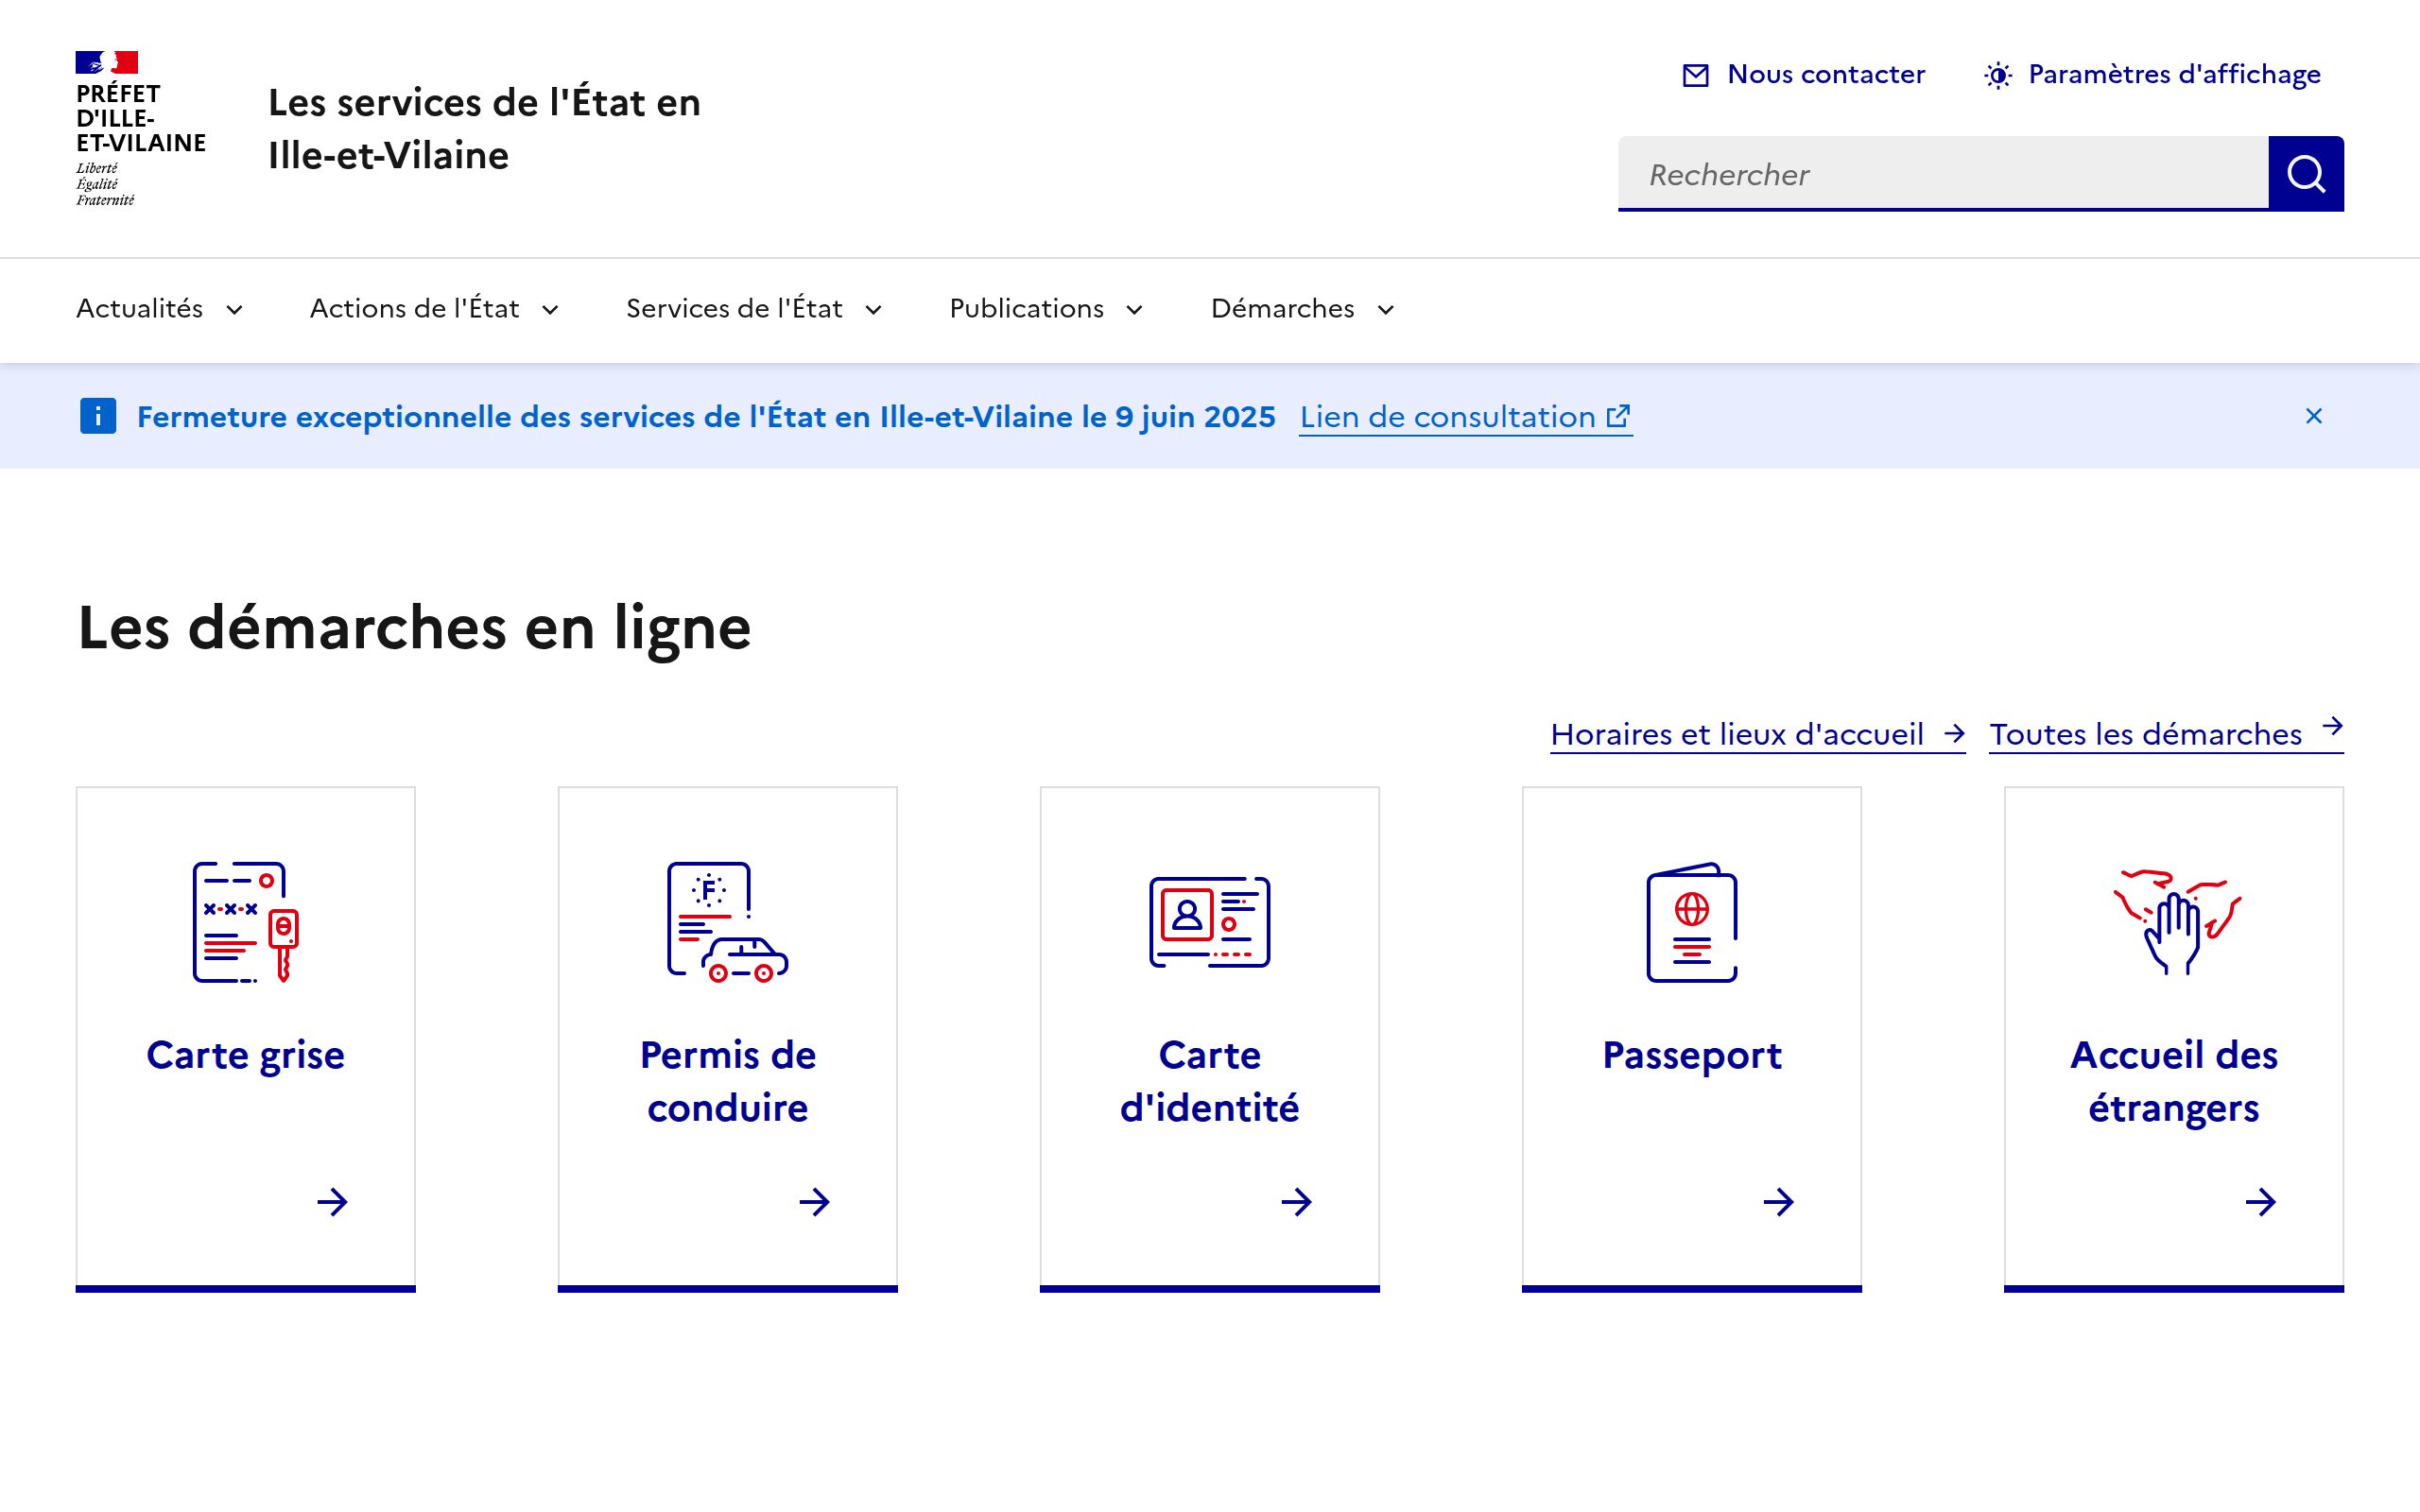 PRÉFET
D'ILLE-
ET-VILAINE
Liberté
Égalité
Fraternité
Les services de l'État en
Ille-et-Vilaine
Nous contacter
Paramètres d'affichage
Rechercher
Actualités
Actions de l'État
Services de l'État
Publications
Démarches
Fermeture exceptionnelle des services de l'État en Ille-et-Vilaine le 9 juin 2025 Lien de consultation
Les démarches en ligne
Horaires et lieux d'accueil
Toutes les démarches
F
Carte grise
Permis de
conduire
Carte
d'identité
Passeport
Accueil des
étrangers